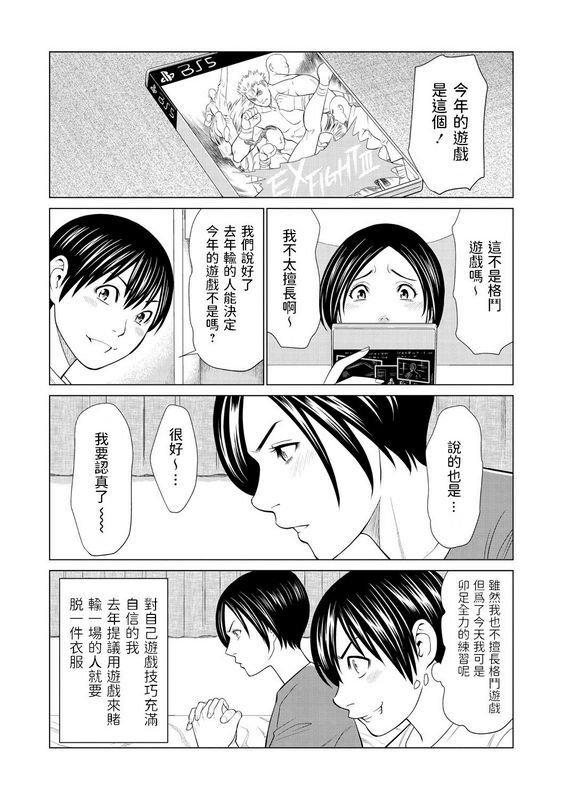 BS5
BS5
EX FIGHT III
今年的遊戲
是這個！
這不是格鬥
遊戲嗎～
我不太擅長啊～
我們說好了
去年輸的人能決定
今年的遊戲不是嗎？
說的也是…
很好～…
我要認真了～～
雖然我也不擅長格鬥遊戲
但爲了今天我可是
卯足全力的練習呢
對自己遊戲技巧充滿
自信的我
去年提議用遊戲來賭
輸一場的人就要
脫一件衣服